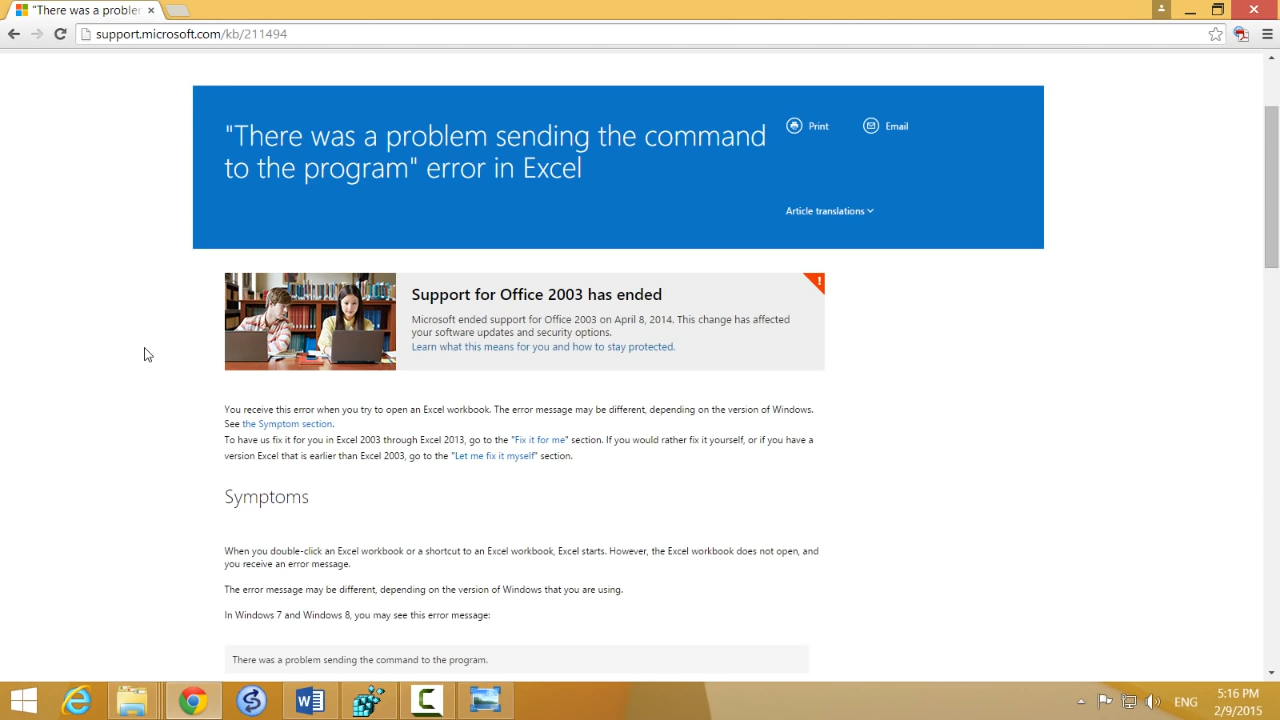 "There was a probler
support.microsoft.com/kb/211494
"There was a problem sending the command
to the program" error in Excel
Print
Email
Article translations
Support for Office 2003 has ended
!
Microsoft ended support for Office 2003 on April 8, 2014. This change has affected
your software updates and security options.
Learn what this means for you and how to stay protected.
You receive this error when you try to open an Excel workbook. The error message may be different, depending on the version of Windows.
See the Symptom section.
To have us fix it for you in Excel 2003 through Excel 2013, go to the "Fix it for me" section. If you would rather fix it yourself, or if you have a
version Excel that is earlier than Excel 2003, go to the "Let me fix it myself" section.
Symptoms
When you double-click an Excel workbook or a shortcut to an Excel workbook, Excel starts. However, the Excel workbook does not open, and
you receive an error message.
The error message may be different, depending on the version of Windows that you are using.
In Windows 7 and Windows 8, you may see this error message:
There was a problem sending the command to the program.
ENG
5:16 PM
2/9/2015